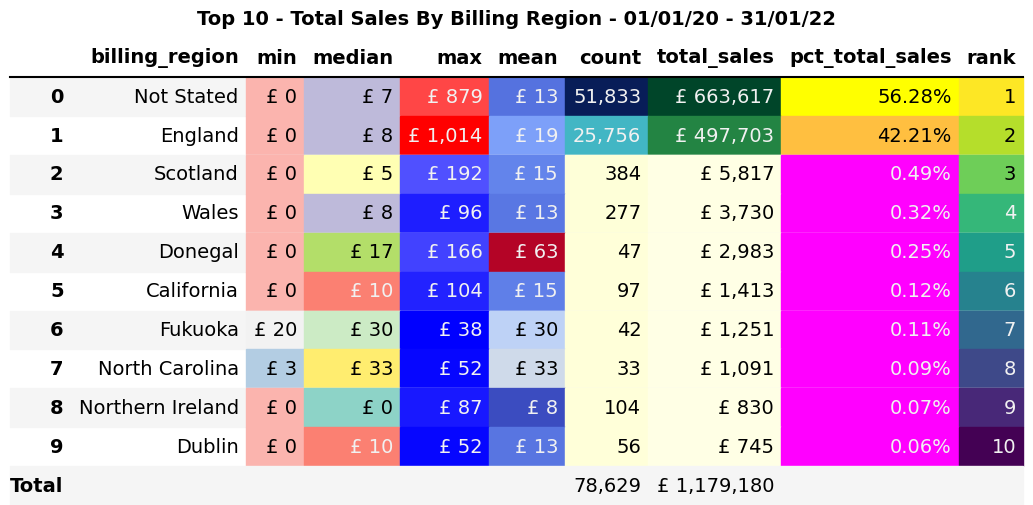 Top 10 - Total Sales By Billing Region - 01/01/20 - 31/01/22
billing_region min median max mean count total_sales pct_total_sales rank
0 Not Stated £ 0 £ 7 £ 879 £ 13 51,833 £ 663,617 56.28% 1
1 England £ 0 £ 8 £ 1,014 £ 19 25,756 £ 497,703 42.21% 2
2 Scotland £ 0 £ 5 £ 192 £ 15 384 £ 5,817 0.49% 3
3 Wales £ 0 £ 8 £ 96 £ 13 277 £ 3,730 0.32% 4
4 Donegal £ 0 £ 17 £ 166 £ 63 47 £ 2,983 0.25% 5
5 California £ 0 £ 10 £ 104 £ 15 97 £ 1,413 0.12% 6
6 Fukuoka £ 20 £ 30 £ 38 £ 30 42 £ 1,251 0.11% 7
7 North Carolina £ 3 £ 33 £ 52 £ 33 33 £ 1,091 0.09% 8
8 Northern Ireland £ 0 £ 0 £ 87 £ 8 104 £ 830 0.07% 9
9 Dublin £ 0 £ 10 £ 52 £ 13 56 £ 745 0.06% 10
Total 78,629 £ 1,179,180